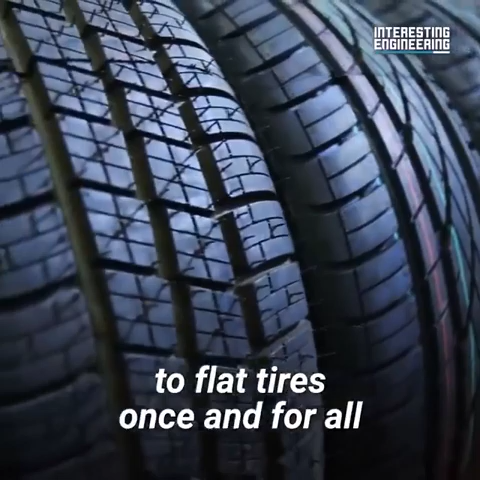 INTERESTING
ENGINEERING
to flat tires
once and for all